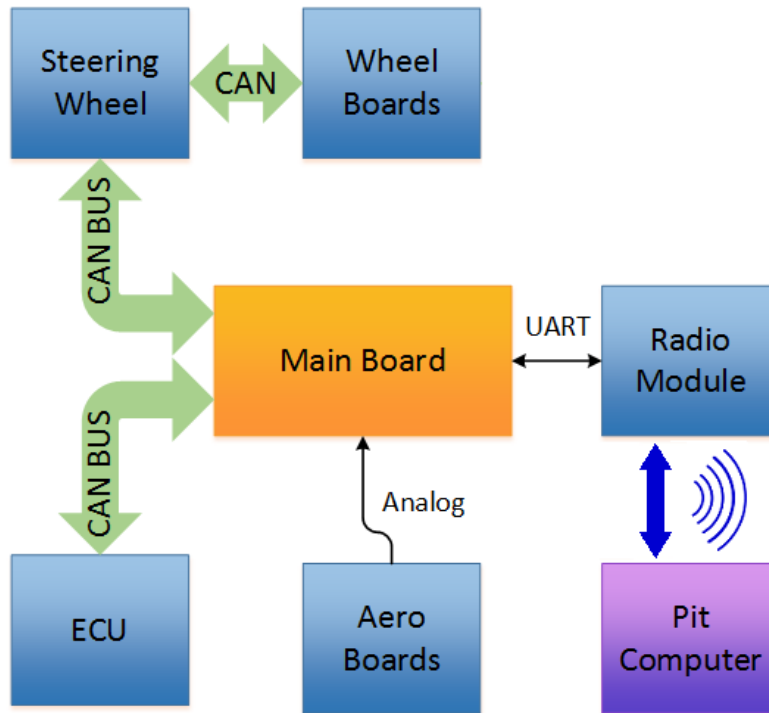 Steering
Wheel
CAN
Wheel
Boards
CAN BUS
Main Board
UART
Radio
Module
CAN BUS
Analog
ECU
Aero
Boards
Pit
Computer